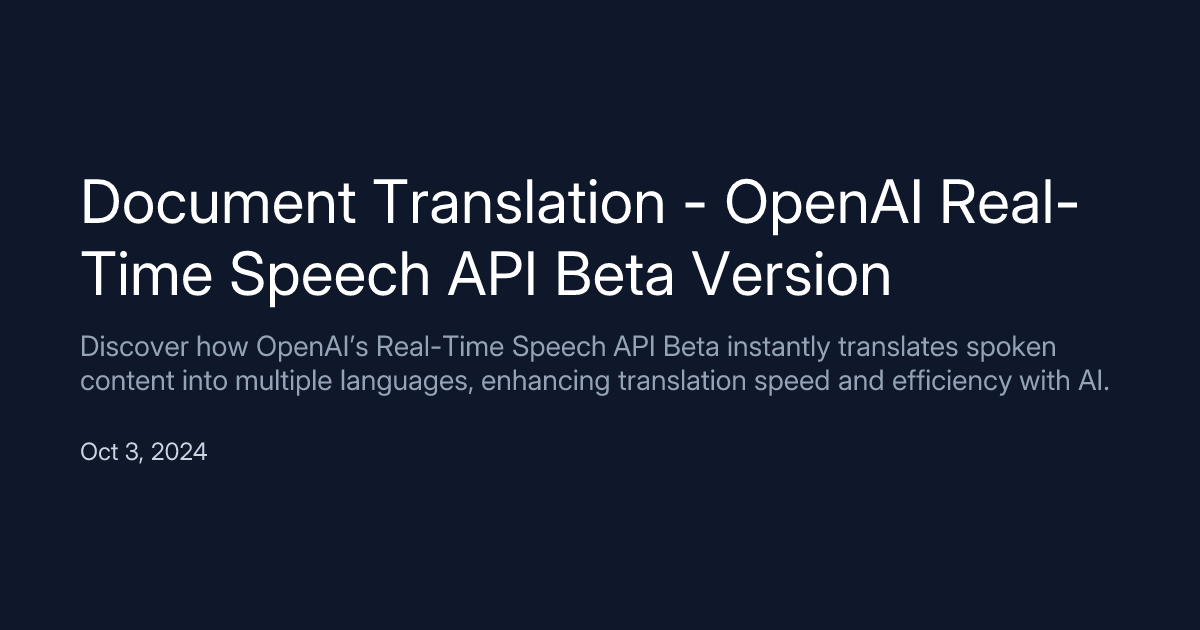 Document Translation - OpenAI Real-
Time Speech API Beta Version
Discover how OpenAI’s Real-Time Speech API Beta instantly translates spoken
content into multiple languages, enhancing translation speed and efficiency with AI.
Oct 3, 2024